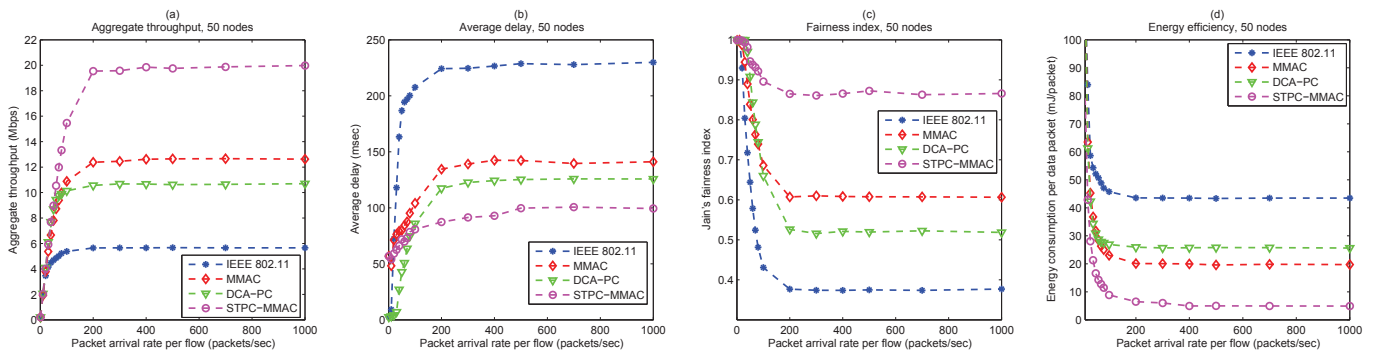 (a)
Aggregate throughput, 50 nodes
22
20
18
16
14
12
10
8
6
4
2
0
0 200 400 600 800 1000
Aggregate throughput (Mbps)
Packet arrival rate per flow (packets/sec)
IEEE 802.11
MMAC
DCA−PC
STPC−MMAC
(b)
Average delay, 50 nodes
250
200
150
100
50
0
0 200 400 600 800 1000
Average delay (msec)
Packet arrival rate per flow (packets/sec)
IEEE 802.11
MMAC
DCA−PC
STPC−MMAC
(c)
Fairness index, 50 nodes
1
0.9
0.8
0.7
0.6
0.5
0.4
0.3
0 200 400 600 800 1000
Jain's fairness index
Packet arrival rate per flow (packets/sec)
IEEE 802.11
MMAC
DCA−PC
STPC−MMAC
(d)
Energy efficiency, 50 nodes
100
90
80
70
60
50
40
30
20
10
0
200 400 600 800 1000
Energy consumption per data packet (mJ/packet)
Packet arrival rate per flow (packets/sec)
IEEE 802.11
MMAC
DCA−PC
STPC−MMAC